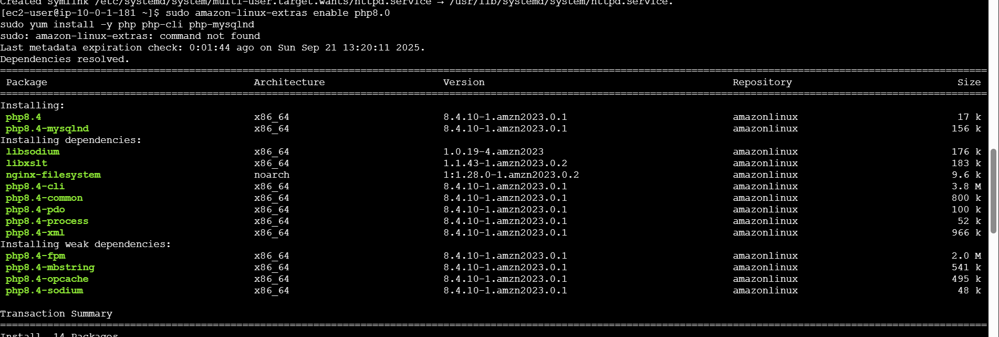 Created symlink /etc/systemd/system/multi-user.target.wants/httpd.service → /usr/lib/systemd/system/httpd.service.
[ec2-user@ip-10-0-1-181 ~]$ sudo amazon-linux-extras enable php8.0
sudo yum install -y php php-cli php-mysqlnd
sudo: amazon-linux-extras: command not found
Last metadata expiration check: 0:01:44 ago on Sun Sep 21 13:20:11 2025.
Dependencies resolved.
Package Architecture Version Repository Size
Installing:
php8.4 x86_64 8.4.10-1.amzn2023.0.1 amazonlinux 17 k
php8.4-mysqlnd x86_64 8.4.10-1.amzn2023.0.1 amazonlinux 156 k
Installing dependencies:
libsodium x86_64 1.0.19-4.amzn2023 amazonlinux 176 k
libxslt x86_64 1.1.43-1.amzn2023.0.2 amazonlinux 183 k
nginx-filesystem noarch 1:1.28.0-1.amzn2023.0.2 amazonlinux 9.6 k
php8.4-cli x86_64 8.4.10-1.amzn2023.0.1 amazonlinux 3.8 M
php8.4-common x86_64 8.4.10-1.amzn2023.0.1 amazonlinux 800 k
php8.4-pdo x86_64 8.4.10-1.amzn2023.0.1 amazonlinux 100 k
php8.4-process x86_64 8.4.10-1.amzn2023.0.1 amazonlinux 52 k
php8.4-xml x86_64 8.4.10-1.amzn2023.0.1 amazonlinux 966 k
Installing weak dependencies:
php8.4-fpm x86_64 8.4.10-1.amzn2023.0.1 amazonlinux 2.0 M
php8.4-mbstring x86_64 8.4.10-1.amzn2023.0.1 amazonlinux 541 k
php8.4-opcache x86_64 8.4.10-1.amzn2023.0.1 amazonlinux 495 k
php8.4-sodium x86_64 8.4.10-1.amzn2023.0.1 amazonlinux 48 k
Transaction Summary
Install 14 Packages